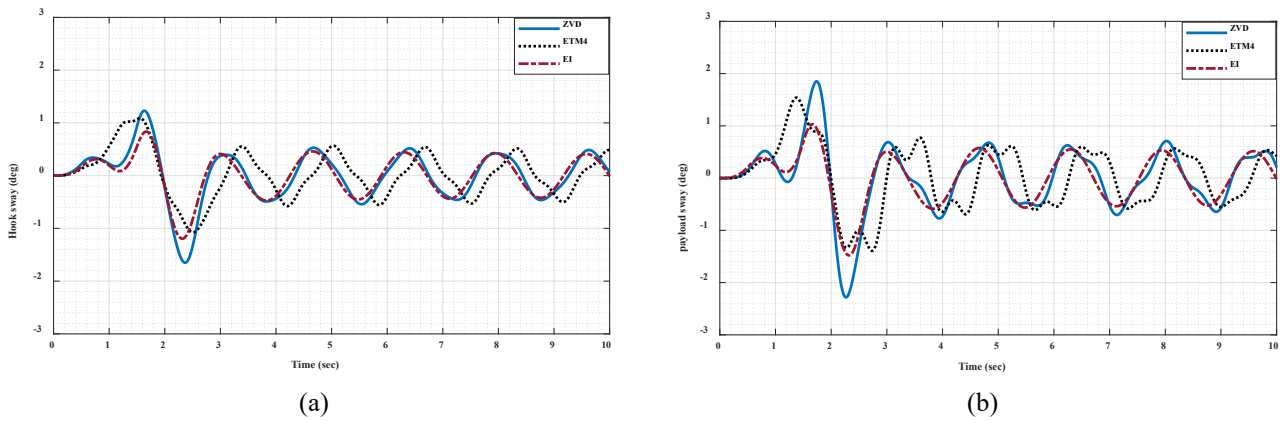 3
2
1
0
-1
-2
-3
Hook sway (deg)
0 1 2 3 4 5 6 7 8 9 10
Time (sec)
ZVD
ETM4
EI
(a)
3
2
1
0
-1
-2
-3
payload sway (deg)
0 1 2 3 4 5 6 7 8 9 10
Time (sec)
ZVD
ETM4
EI
(b)